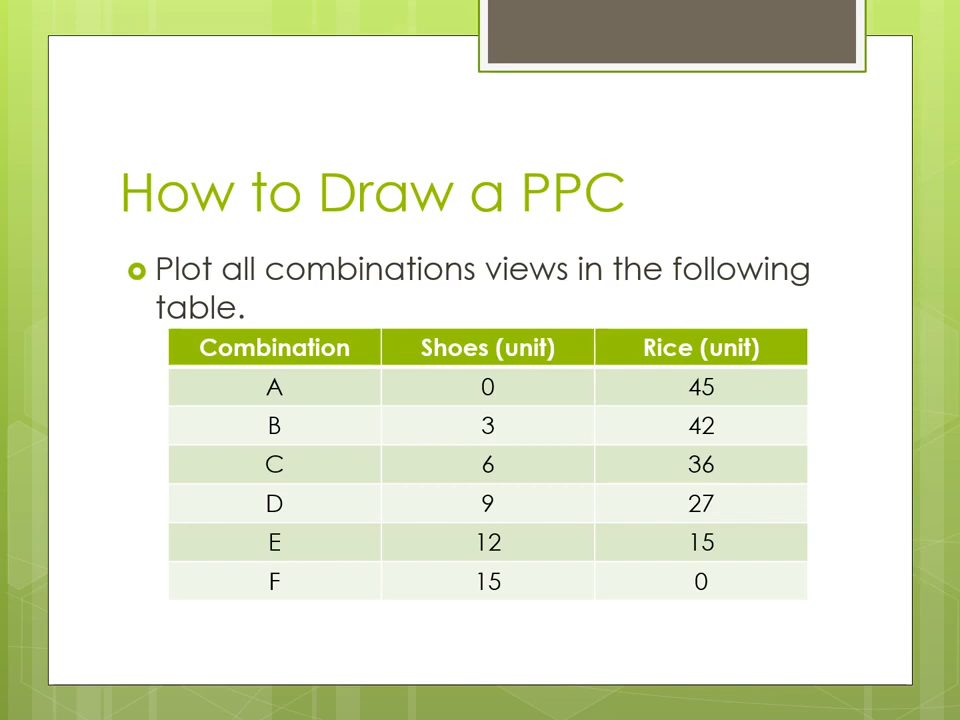 How to Draw a PPC
Plot all combinations views in the following
table.
Combination Shoes (unit) Rice (unit)
A 0 45
B 3 42
C 6 36
D 9 27
E 12 15
F 15 0